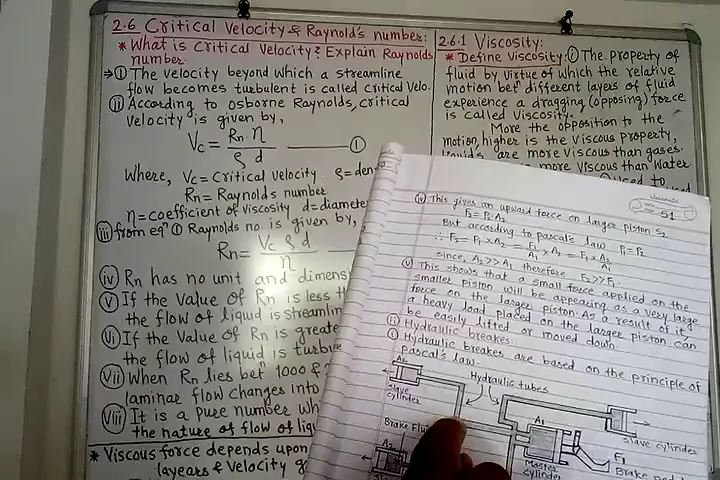 2.6 Critical Velocity & Raynold's number:
* What is Critical Velocity? Explain Raynolds
number
→ ⓘ The velocity beyond which a streamline
flow becomes turbulent is called Critical Velo.
ⓘⓘ According to osborne Raynolds, critical
Velocity is given by,
Vc = Rn η / ρ d ——— ①
Where, Vc = Critical velocity ρ = den
Rn = Raynolds number
η = coefficient of viscosity d = diamete
iii) from eqⁿ ① Raynolds no. is given by,
Rn = Vc ρ d / η
iv) Rn has no unit and dimensi
v) If the Value of Rn is less t
the flow of liquid is streamlin
vi) If the Value of Rn is greate
the flow of liquid is turbu
vii) When Rn lies betⁿ 1000 &
laminar flow changes into
viii) It is a pure number whi
the nature of flow of liqu
* Viscous force depends upon
layears & Velocity g
2.6.1 Viscosity:
* Define Viscosity: ⓘ The property of
fluid by virtue of which the relative
motion betⁿ different layers of fluid
experience a dragging (opposing) force
is called Viscosity.
More the opposition to the
motion, higher is the viscous property,
liquids are more viscous than gases.
more viscous than Water
used to
51
iv) This gives an upward force on larger piston S2
F2 = P2 A2
But according to pascal's law P1 = P2
∴ F2 = P1 x A2 = F1/A1 x A2 = F1 x A2/A1
since, A2 >> A1 therefore F2 >> F1.
v) This shows that a small force applied on the
smaller piston will be appearing as a very large
force on the larger piston. As a result of it
a heavy load placed on the larger piston can
be easily lifted or moved down.
ii) Hydraulic breakes:
i) Hydraulic breakes are based on the principle of
pascal's law.
A2
Hydraulic tubes
slave
cylinder
Brake Flui
A1
slave cylinder
A2
F1
Master
cylinder
Brake ped